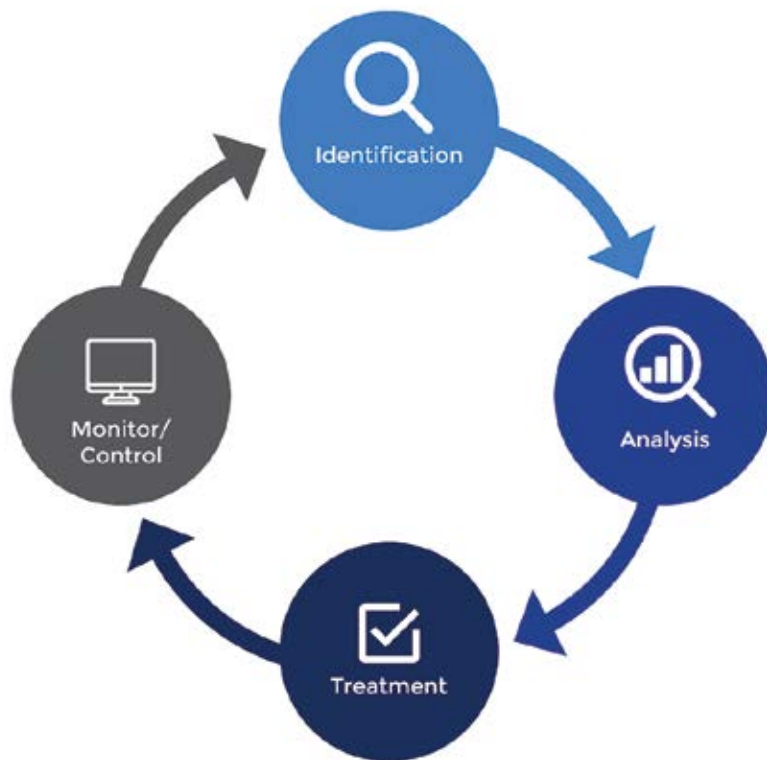 Identification
Analysis
Treatment
Monitor/
Control